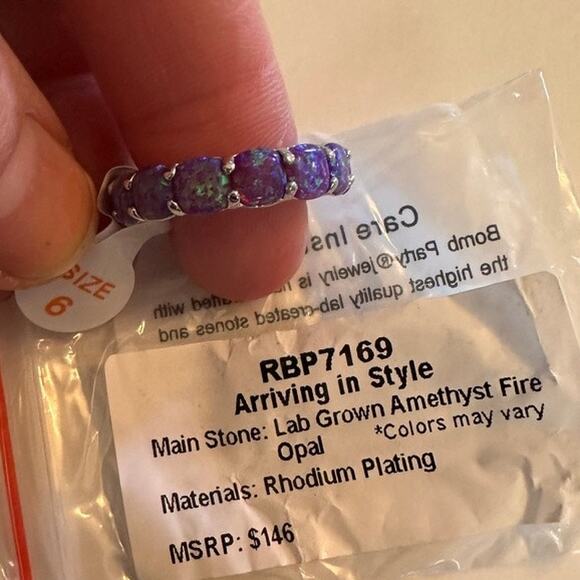 SIZE
6
Care Ins
Bomb Party® jewelry is
with
the highest quality lab-created stones and
RBP7169
Arriving in Style
Main Stone: Lab Grown Amethyst Fire
Opal *Colors may vary
Materials: Rhodium Plating
MSRP: $146